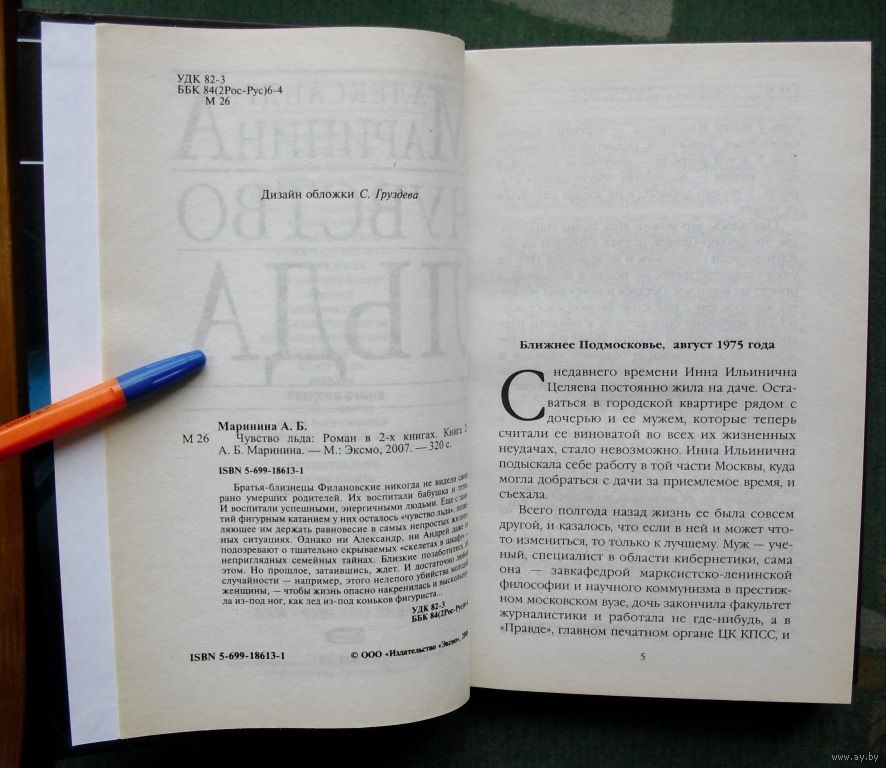 УДК 82-3
ББК 84(2Рос-Рус)6-4
М 26
Дизайн обложки С. Груздева
Маринина А. Б.
М 26 Чувство льда: Роман в 2-х книгах. Книга 2
А. Б. Маринина. — М.: Эксмо, 2007. — 320 с.
ISBN 5-699-18613-1
Братья-близнецы Филановские никогда не видели своих
рано умерших родителей. Их воспитали бабушка и тетя.
И воспитали успешными, энергичными людьми. Еще с
тий фигурным катанием у них осталось «чувство льда»,
ляющее им держать равновесие в самых непростых
ных ситуациях. Однако ни Александр, ни Андрей даже не
подозревают о тщательно скрываемых «скелетах в шкафу» —
неприглядных семейных тайнах. Близкие позаботились об
этом. Но прошлое, затаившись, ждет. И достаточно любой
случайности — например, этого нелепого убийства молодой
женщины, — чтобы жизнь опасно накренилась и выскользну
ла из-под ног, как лед из-под коньков фигуриста...
УДК 82-3
ББК 84(2Рос-Рус)6-4
ISBN 5-699-18613-1
© ООО «Издательство «Эксмо»,
Ближнее Подмосковье, август 1975 года
С недавнего времени Инна Ильинична
Целяева постоянно жила на даче. Оста-
ваться в городской квартире рядом с
дочерью и ее мужем, которые теперь
считали ее виноватой во всех их жизненных
неудачах, стало невозможно. Инна Ильинична
подыскала себе работу в той части Москвы, куда
могла добраться с дачи за приемлемое время, и
съехала.
Всего полгода назад жизнь ее была совсем
другой, и казалось, что если в ней и может что-
то измениться, то только к лучшему. Муж — уче-
ный, специалист в области кибернетики, сама
она — завкафедрой марксистско-ленинской
философии и научного коммунизма в престиж-
ном московском вузе, дочь закончила факультет
журналистики и работала не где-нибудь, а в
«Правде», главном печатном органе ЦК КПСС, и
5
www.ay.by